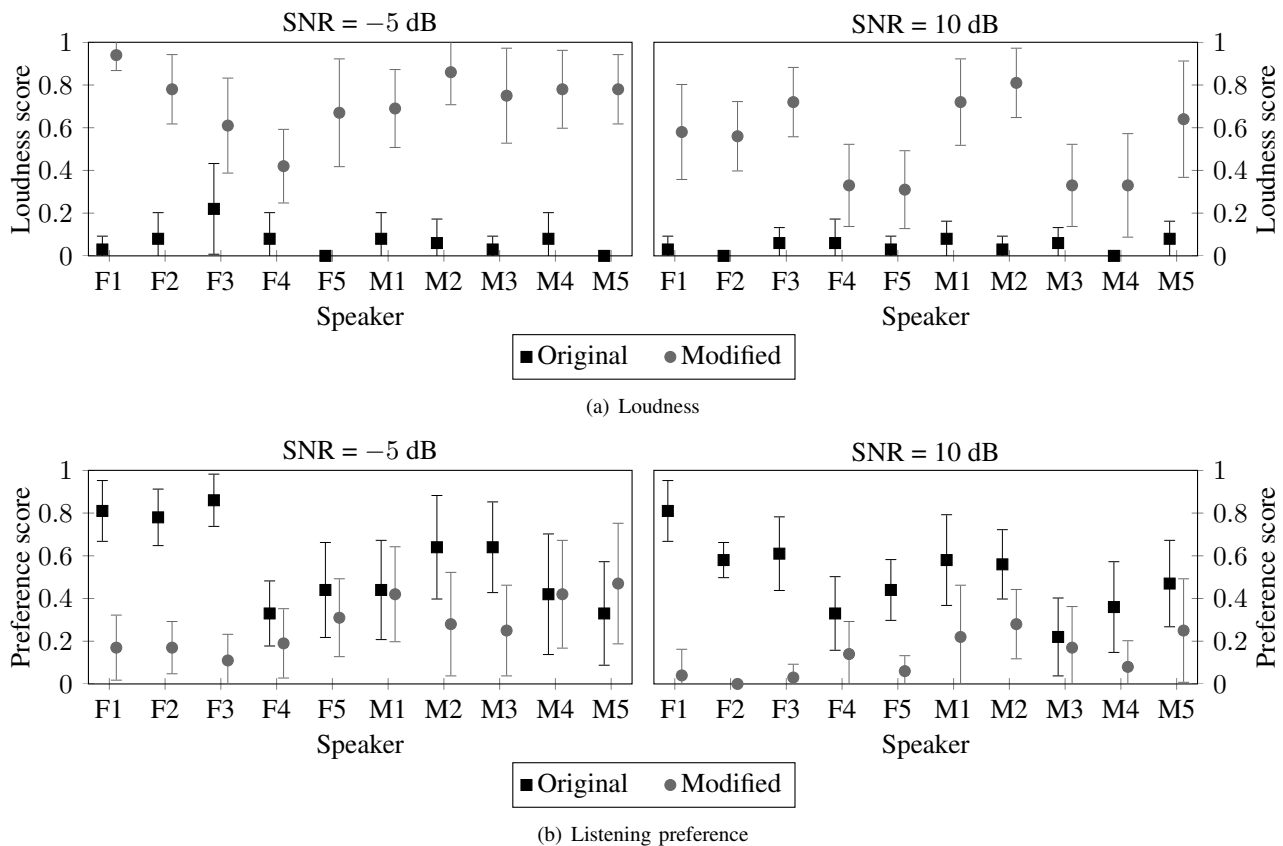 SNR = −5 dB
SNR = 10 dB
Loudness score
1
0.8
0.6
0.4
0.2
0
F1 F2 F3 F4 F5 M1 M2 M3 M4 M5
Speaker
F1 F2 F3 F4 F5 M1 M2 M3 M4 M5
Speaker
1
0.8
0.6
0.4
0.2
0
Loudness score
Original Modified
(a) Loudness
SNR = −5 dB
SNR = 10 dB
Preference score
1
0.8
0.6
0.4
0.2
0
F1 F2 F3 F4 F5 M1 M2 M3 M4 M5
Speaker
F1 F2 F3 F4 F5 M1 M2 M3 M4 M5
Speaker
1
0.8
0.6
0.4
0.2
0
Preference score
Original Modified
(b) Listening preference